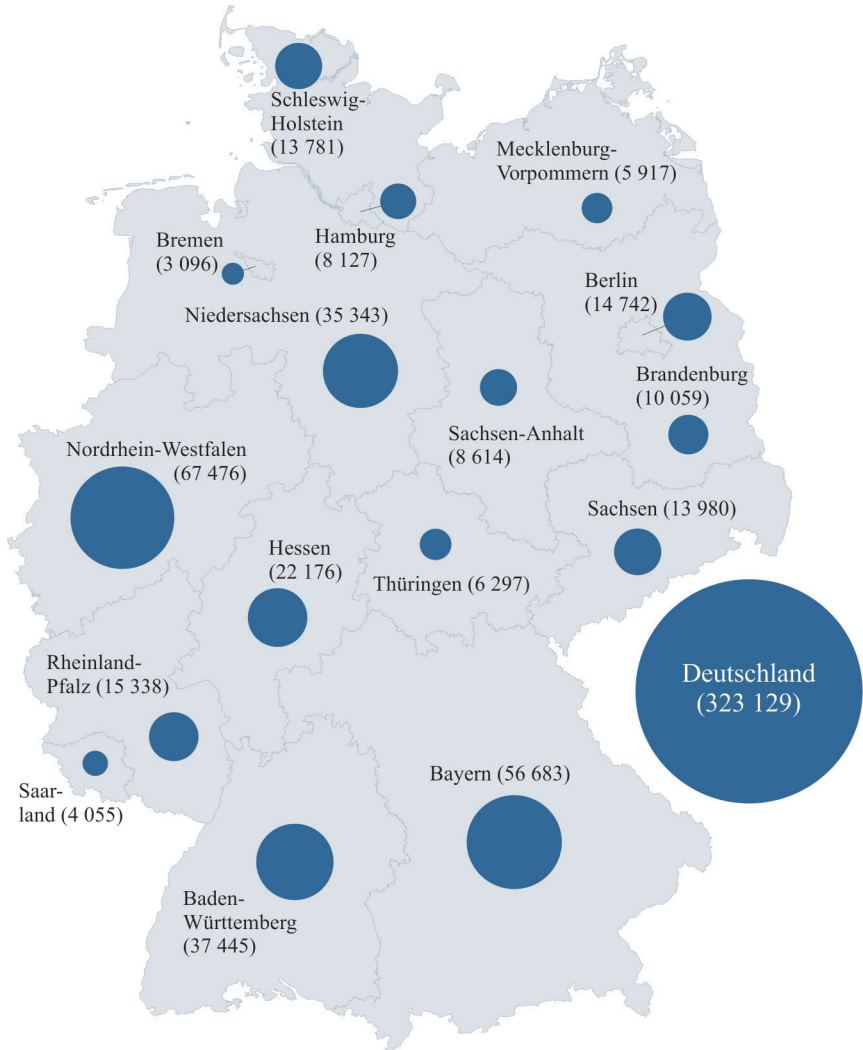 Schleswig-
Holstein
(13 781)
Mecklenburg-
Vorpommern (5 917)
Bremen
(3 096)
Hamburg
(8 127)
Berlin
(14 742)
Niedersachsen (35 343)
Brandenburg
(10 059)
Sachsen-Anhalt
(8 614)
Nordrhein-Westfalen
(67 476)
Sachsen (13 980)
Hessen
(22 176)
Thüringen (6 297)
Rheinland-
Pfalz (15 338)
Deutschland
(323 129)
Saar-
land (4 055)
Bayern (56 683)
Baden-
Württemberg
(37 445)